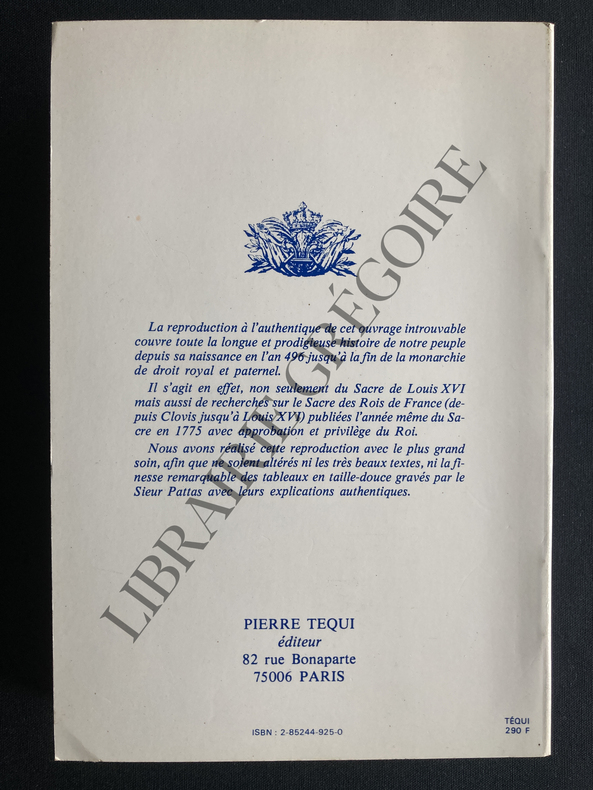 La reproduction à l'authentique de cet ouvrage introuvable
couvre toute la longue et prodigieuse histoire de notre peuple
depuis sa naissance en l'an 496 jusqu'à la fin de la monarchie
de droit royal et paternel.
Il s'agit en effet, non seulement du Sacre de Louis XVI
mais aussi de recherches sur le Sacre des Rois de France (de-
puis Clovis jusqu'à Louis XVI) publiées l'année même du Sa-
cre en 1775 avec approbation et privilège du Roi.
Nous avons réalisé cette reproduction avec le plus grand
soin, afin que ne soient altérés ni les très beaux textes, ni la fi-
nesse remarquable des tableaux en taille-douce gravés par le
Sieur Pattas avec leurs explications authentiques.
LIBRAIRIE GRÉGOIRE
PIERRE TEQUI
éditeur
82 rue Bonaparte
75006 PARIS
ISBN : 2-85244-925-0
TÉQUI
290 F